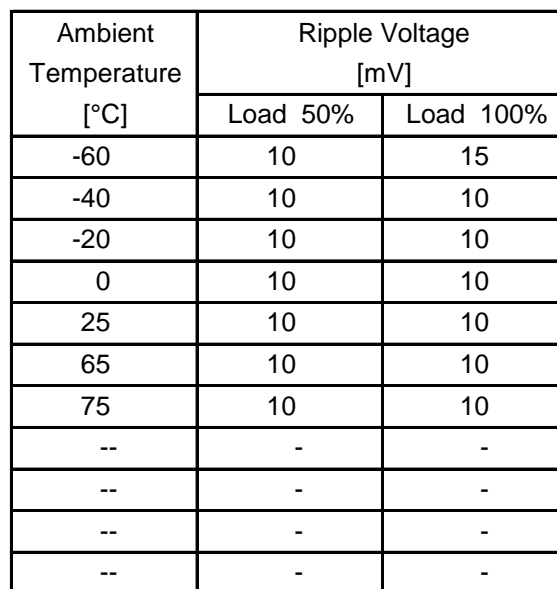 Ambient Temperature [°C] Ripple Voltage [mV]
Load 50% Load 100%
-60 10 15
-40 10 10
-20 10 10
0 10 10
25 10 10
65 10 10
75 10 10
-- - -
-- - -
-- - -
-- - -